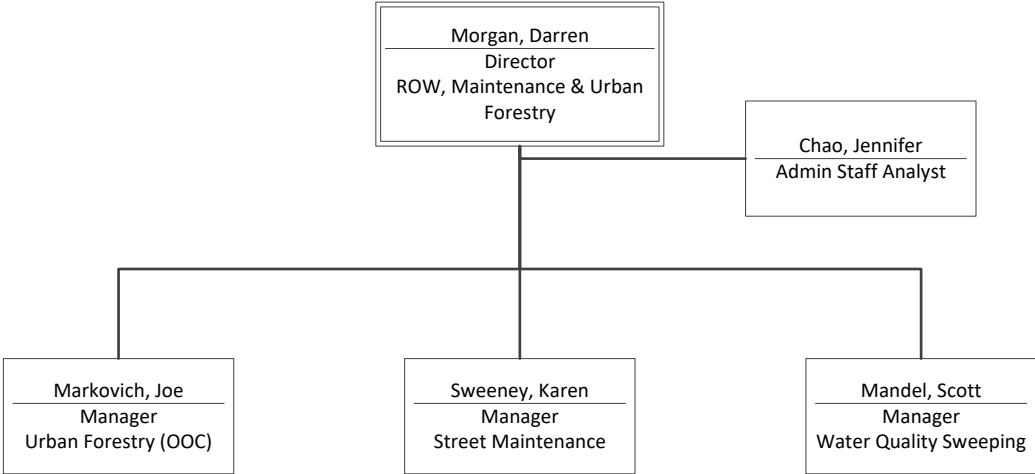 Morgan, Darren
Director
ROW, Maintenance & Urban
Forestry
Chao, Jennifer
Admin Staff Analyst
Markovich, Joe
Manager
Urban Forestry (OOC)
Sweeney, Karen
Manager
Street Maintenance
Mandel, Scott
Manager
Water Quality Sweeping